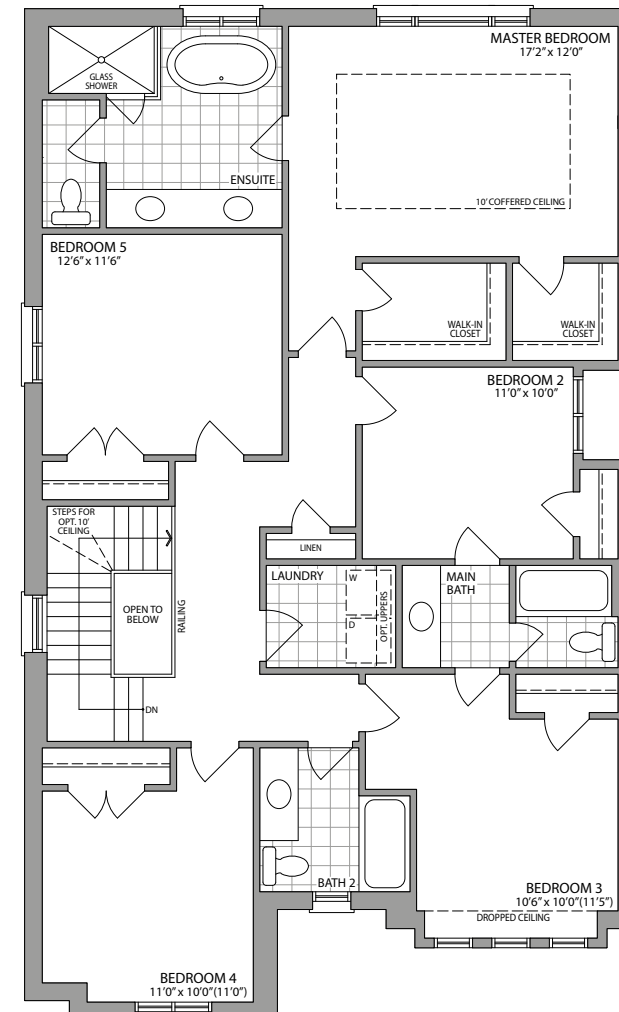 MASTER BEDROOM
17'2" x 12'0"
GLASS
SHOWER
ENSUITE
10' COFFERED CEILING
BEDROOM 5
12'6" x 11'6"
WALK-IN
CLOSET
WALK-IN
CLOSET
BEDROOM 2
11'0" x 10'0"
STEPS FOR
OPT. 10'
CEILING
LINEN
LAUNDRY
W
D
OPT. UPPERS
MAIN
BATH
OPEN TO
BELOW
RAILING
DN
BATH 2
BEDROOM 3
10'6" x 10'0"(11'5")
DROPPED CEILING
BEDROOM 4
11'0" x 10'0"(11'0")